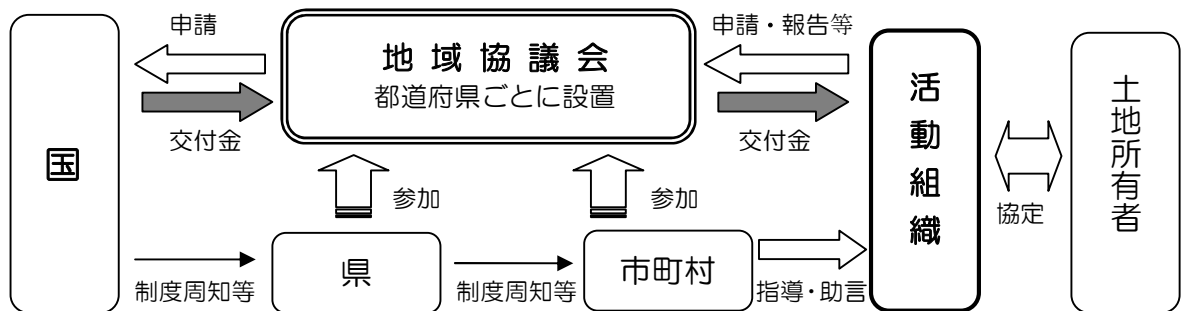 国
申請
交付金
地域協議会
都道府県ごとに設置
申請・報告等
交付金
活動組織
協定
土地所有者
参加
参加
制度周知等
県
制度周知等
市町村
指導・助言